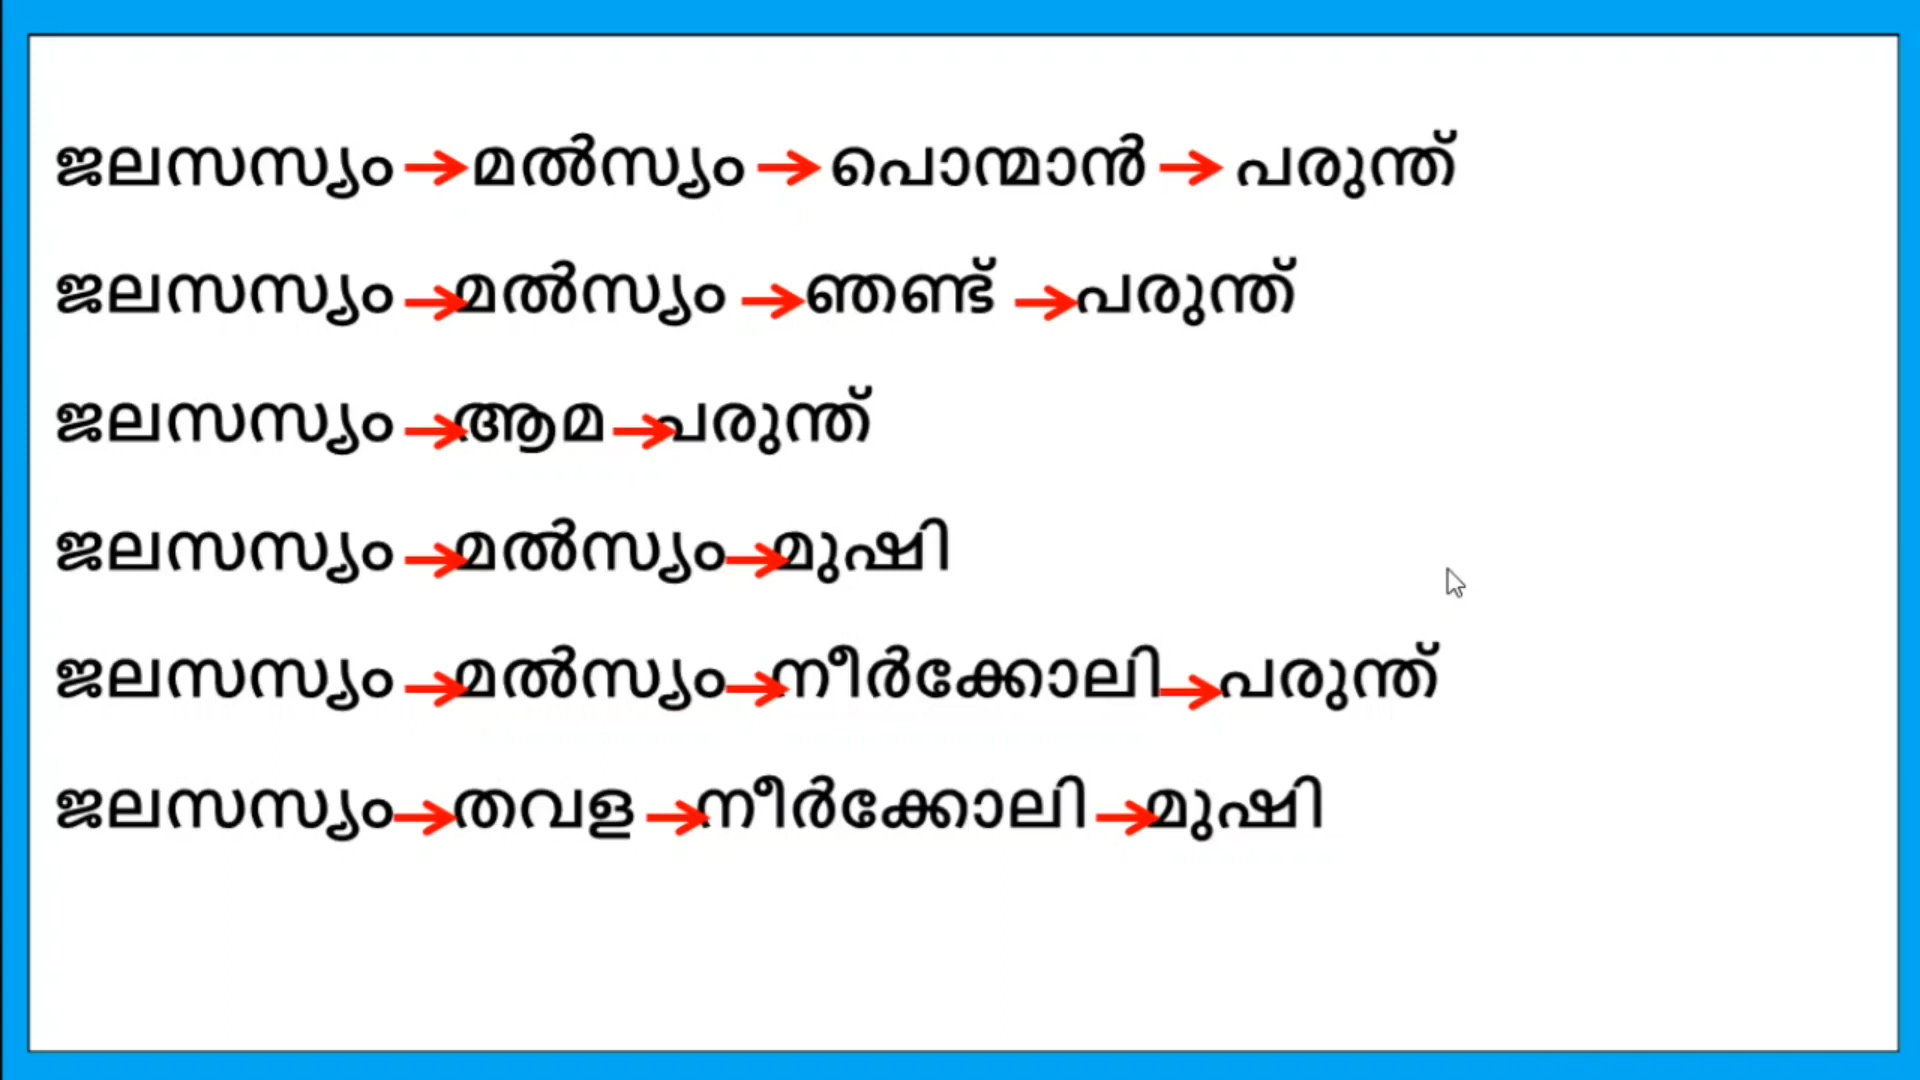 ജലസസ്യം → മൽസ്യം → പൊന്മാൻ → പരുന്ത്
ജലസസ്യം → മൽസ്യം → ഞണ്ട് → പരുന്ത്
ജലസസ്യം → ആമ → പരുന്ത്
ജലസസ്യം → മൽസ്യം → മുഷി
ജലസസ്യം → മൽസ്യം → നീർക്കോലി → പരുന്ത്
ജലസസ്യം → തവള → നീർക്കോലി → മുഷി